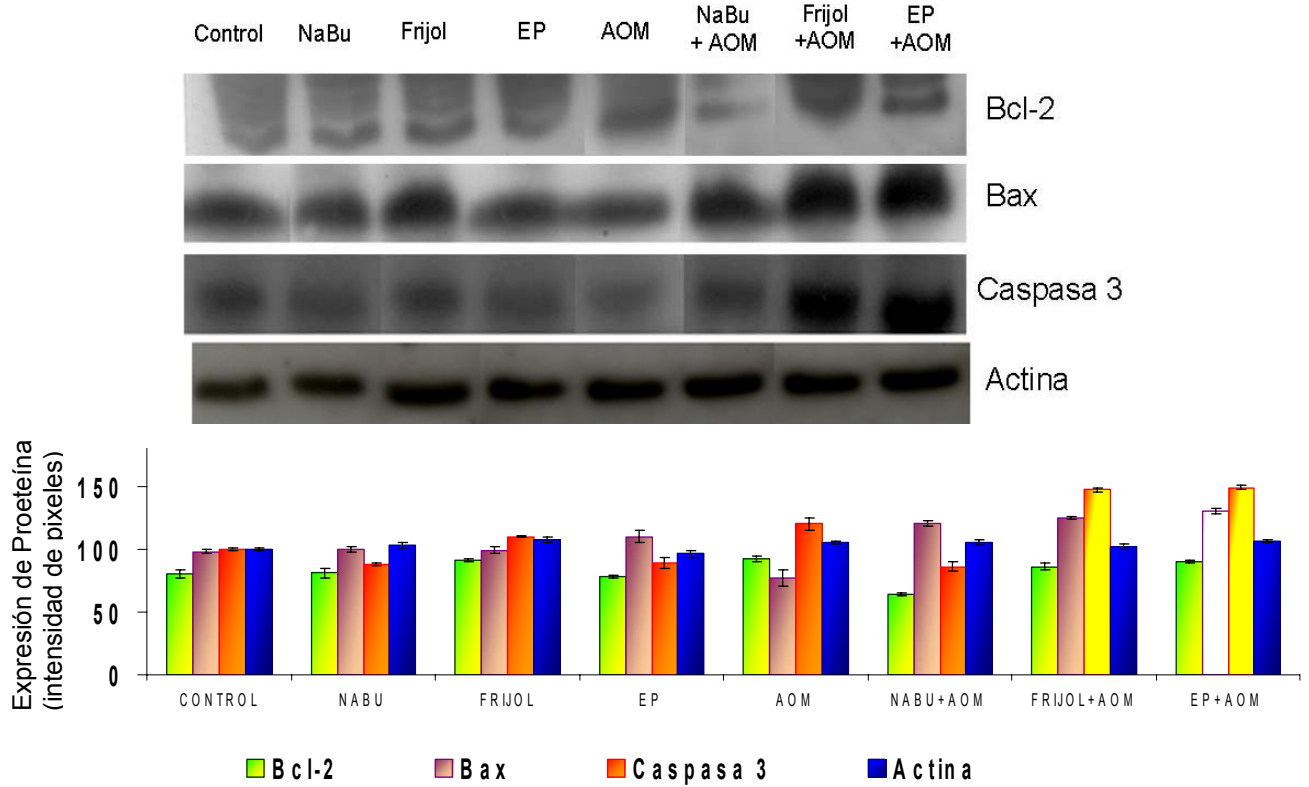 Control NaBu Frijol EP AOM NaBu + AOM Frijol +AOM EP +AOM
Bcl-2
Bax
Caspasa 3
Actina
Expresión de Proeteína
(intensidad de pixeles)
150
100
50
0
CONTROL NABU FRIJOL EP AOM NABU+AOM FRIJOL+AOM EP+AOM
Bcl-2 Bax Caspasa 3 Actina